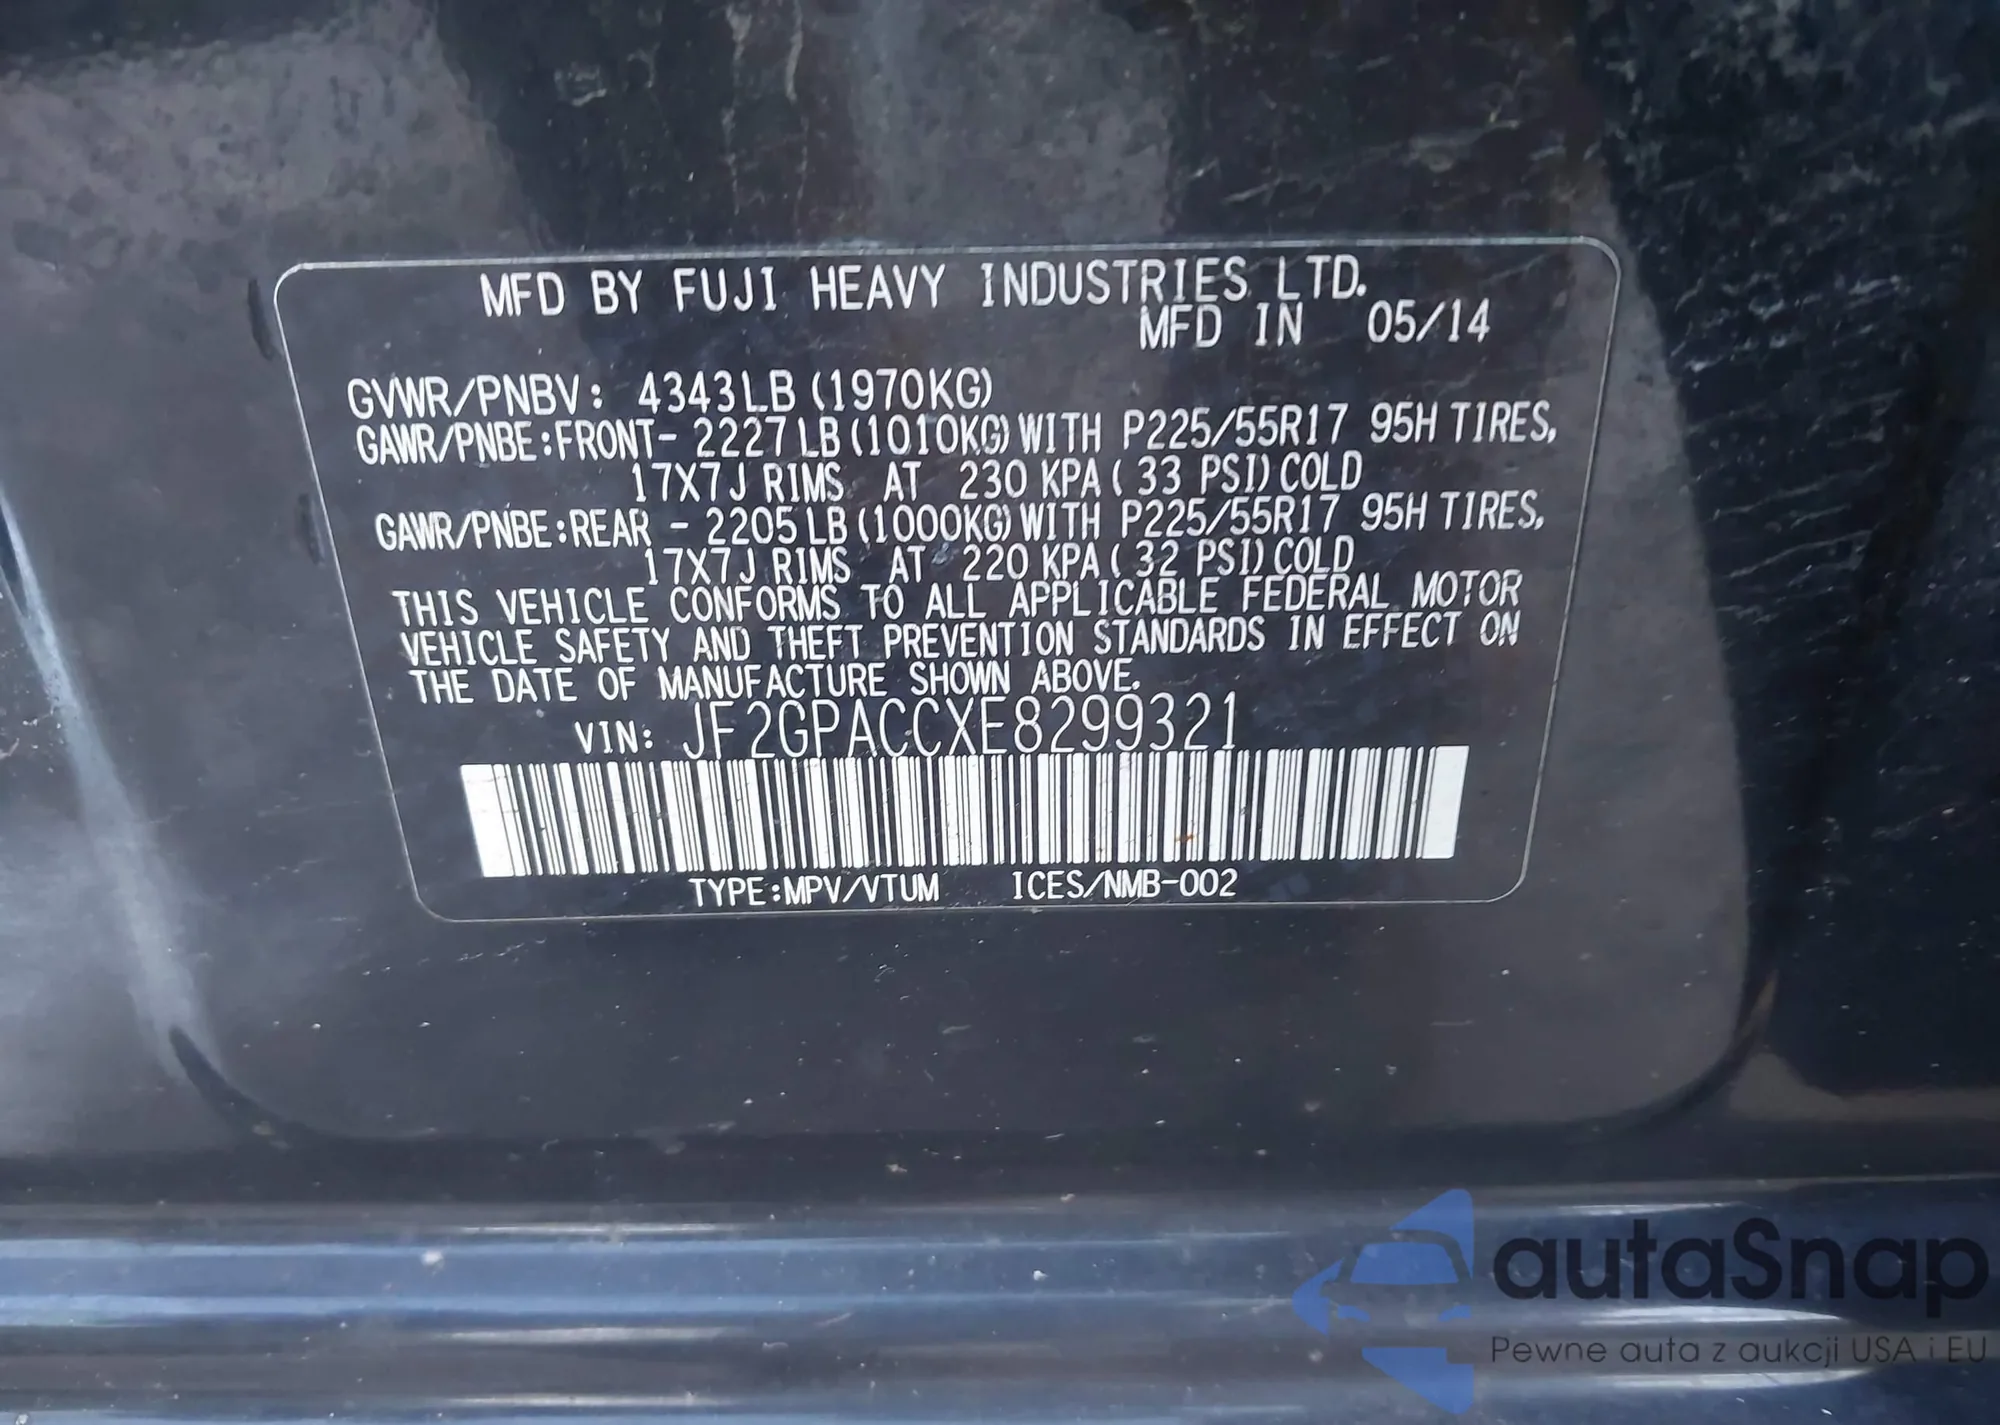 MFD BY FUJI HEAVY INDUSTRIES LTD.
MFD IN 05/14
GVWR/PNBV: 4343LB (1970KG)
GAWR/PNBE:FRONT- 2227LB (1010KG) WITH P225/55R17 95H TIRES,
17X7J RIMS AT 230 KPA ( 33 PSI) COLD
GAWR/PNBE:REAR - 2205LB (1000KG) WITH P225/55R17 95H TIRES,
17X7J RIMS AT 220 KPA ( 32 PSI) COLD
THIS VEHICLE CONFORMS TO ALL APPLICABLE FEDERAL MOTOR
VEHICLE SAFETY AND THEFT PREVENTION STANDARDS IN EFFECT ON
THE DATE OF MANUFACTURE SHOWN ABOVE.
VIN: JF2GPACCXE8299321
TYPE:MPV/VTUM ICES/NMB-002
autaSnap
Pewne auta z aukcji USA i EU